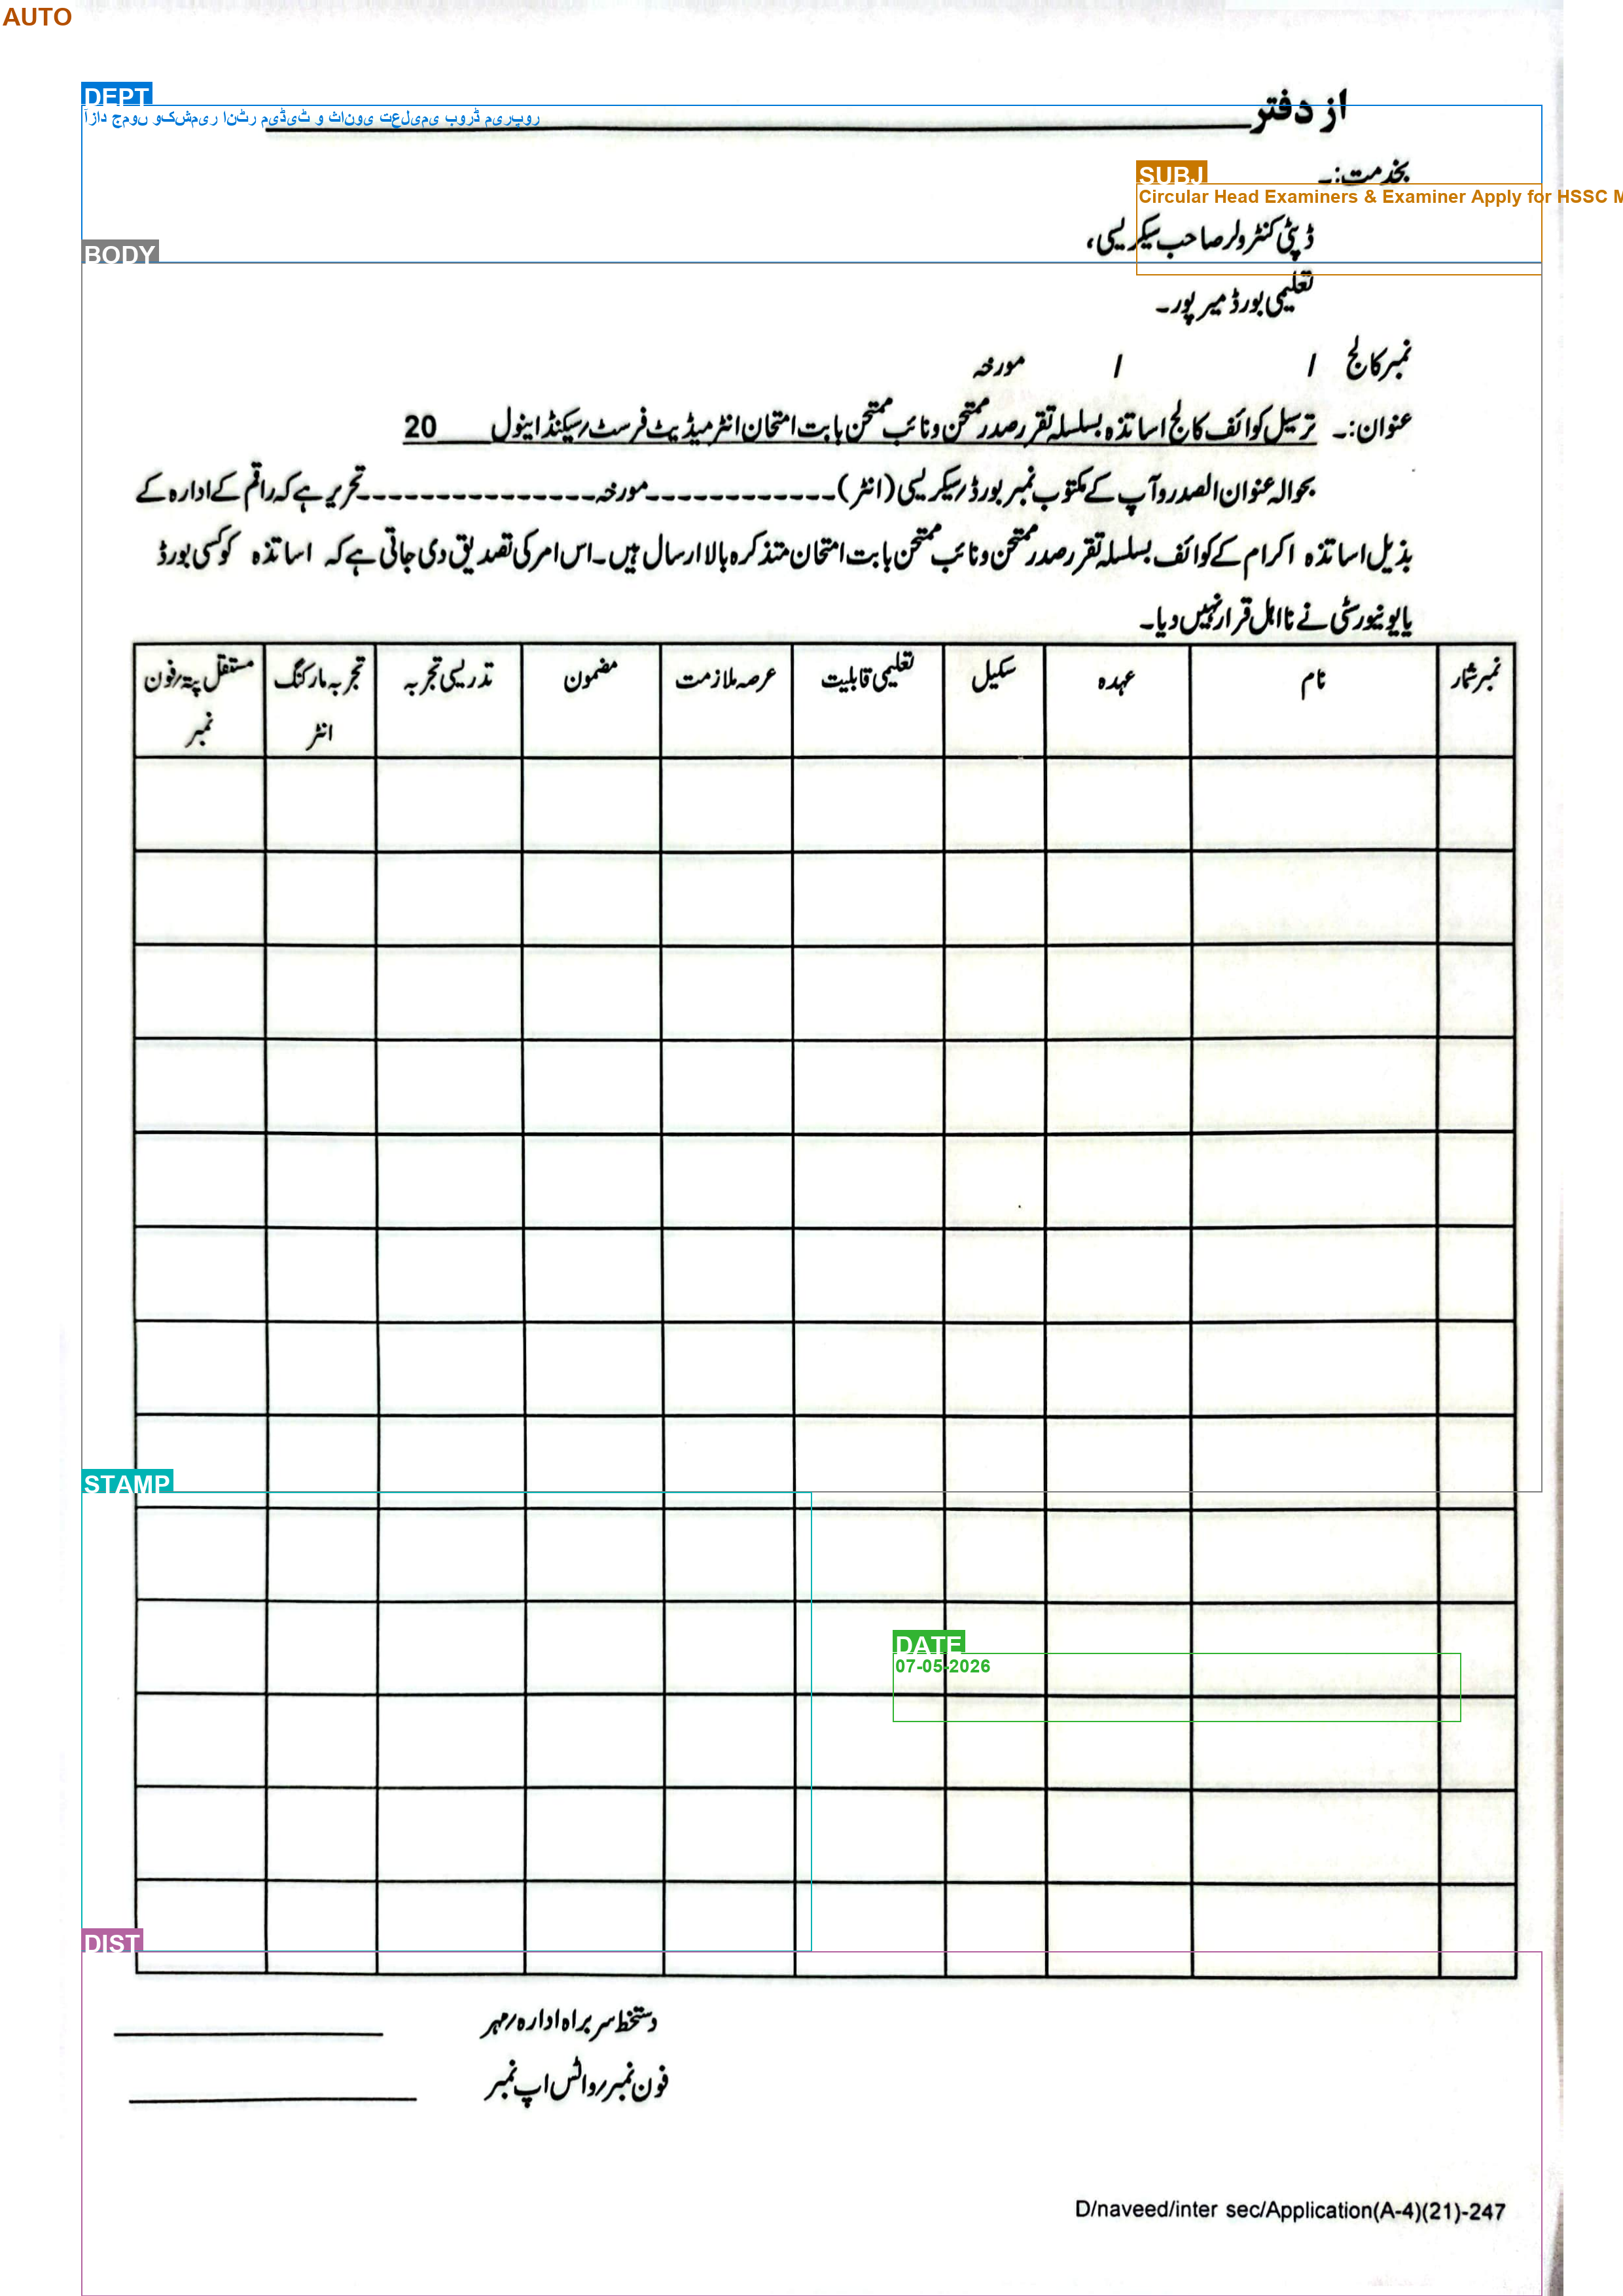 AUTO
DEPT
آزاد جموں وکشمیر انٹر میڈیٹ و ثانوی تعلیمی بورڈ میرپور
از دفتر
بخدمت:۔
SUBJ
Circular Head Examiners & Examiner Apply for HSSC M
ڈپٹی کنٹرولر صاحب سیکریسی،
BODY
تعلیمی بورڈ میر پور۔
نمبر کالج / / مورخہ
عنوان:۔ ترسیل کوائف کالج اساتذہ بسلسلہ تقرر صدر ممتحن و نائب ممتحن بابت امتحان انٹرمیڈیٹ فرسٹ/سیکنڈ اینول ____20
بحوالہ عنوان الصدر و آپ کے مکتوب نمبر بورڈ/سیکریسی (انٹر)------------مورخہ---------------تحریر ہے کہ راقم کے ادارہ کے
بذیل اساتذہ اکرام کے کوائف بسلسلہ تقرر صدر ممتحن و نائب ممتحن بابت امتحان متذکرہ بالا ارسال ہیں۔ اس امر کی تصدیق دی جاتی ہے کہ اساتذہ کو کسی بورڈ
یا یونیورسٹی نے نااہل قرار نہیں دیا۔
نمبر شمار نام عہدہ سکیل تعلیمی قابلیت عرصہ ملازمت مضمون تدریسی تجربہ تجربہ مارکنگ انٹر مستقل پتہ/فون نمبر
STAMP
DATE
07-05-2026
DIST
دستخط سربراہ ادارہ/مہر
فون نمبر/واٹس اپ نمبر
D/naveed/inter sec/Application(A-4)(21)-247